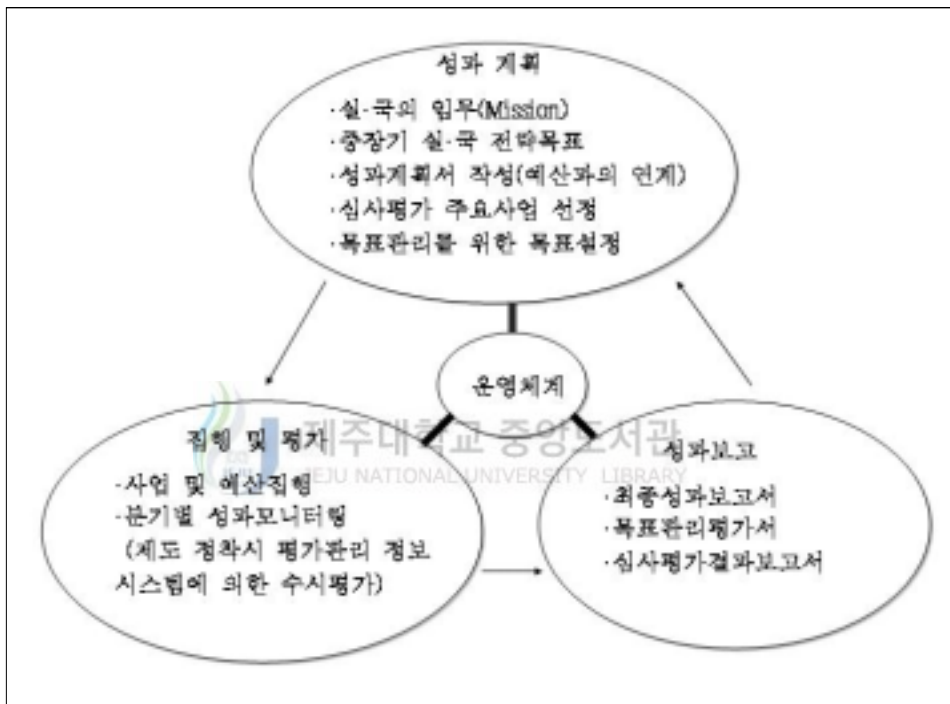 성과 계획
·실·국의 임무(Mission)
·중장기 실·국 전략목표
·성과계획서 작성(예산과의 연계)
·심사평가 주요사업 선정
·목표관리를 위한 목표설정
운영체계
집행 및 평가
·사업 및 예산집행
·분기별 성과모니터링
(제도 정착시 평가관리 정보
시스템에 의한 수시평가)
성과보고
·최종성과보고서
·목표관리평가서
·심사평가결과보고서
제주대학교 중앙도서관
JEJU NATIONAL UNIVERSITY LIBRARY